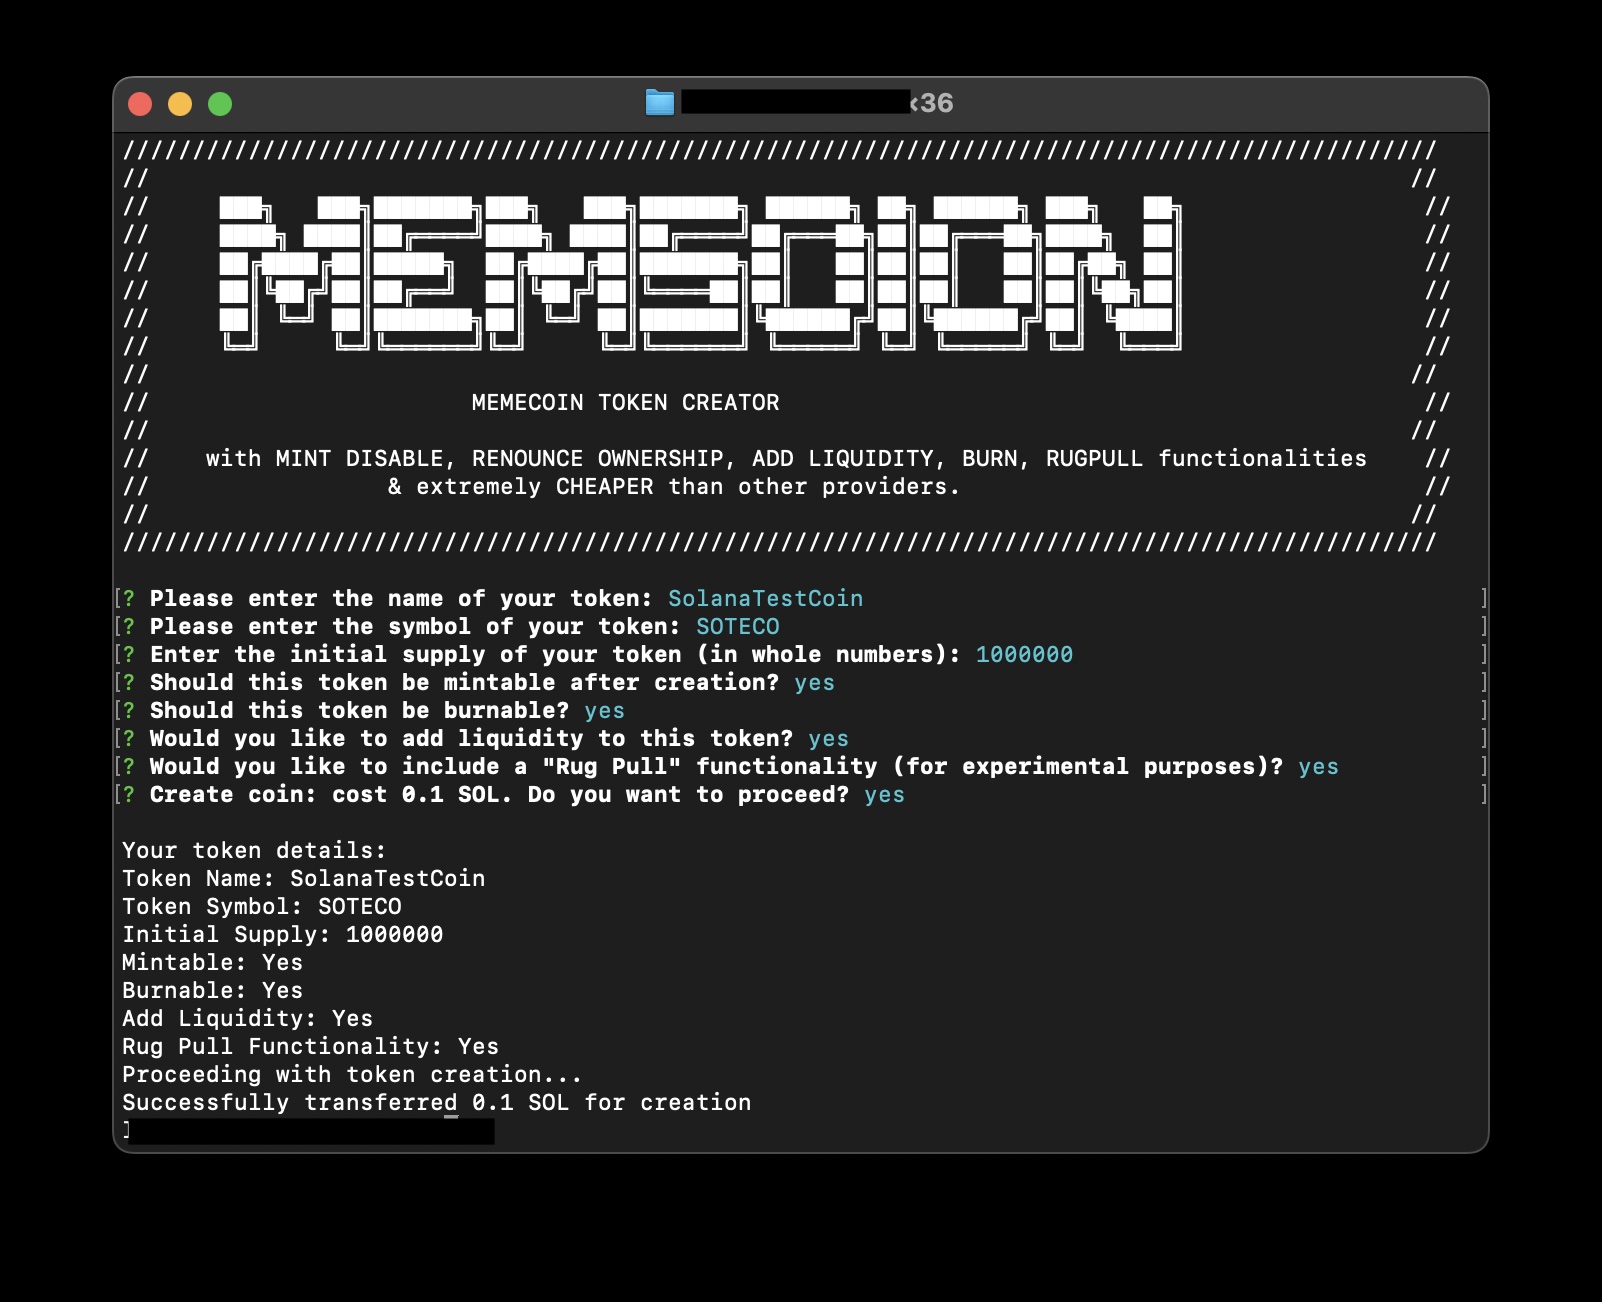 36
MEMSOION
MEMECOIN TOKEN CREATOR
with MINT DISABLE, RENOUNCE OWNERSHIP, ADD LIQUIDITY, BURN, RUGPULL functionalities
& extremely CHEAPER than other providers.
[? Please enter the name of your token: SolanaTestCoin ]
[? Please enter the symbol of your token: SOTECO ]
[? Enter the initial supply of your token (in whole numbers): 1000000 ]
[? Should this token be mintable after creation? yes ]
[? Should this token be burnable? yes ]
[? Would you like to add liquidity to this token? yes ]
[? Would you like to include a "Rug Pull" functionality (for experimental purposes)? yes ]
[? Create coin: cost 0.1 SOL. Do you want to proceed? yes ]
Your token details:
Token Name: SolanaTestCoin
Token Symbol: SOTECO
Initial Supply: 1000000
Mintable: Yes
Burnable: Yes
Add Liquidity: Yes
Rug Pull Functionality: Yes
Proceeding with token creation...
Successfully transferred 0.1 SOL for creation
]